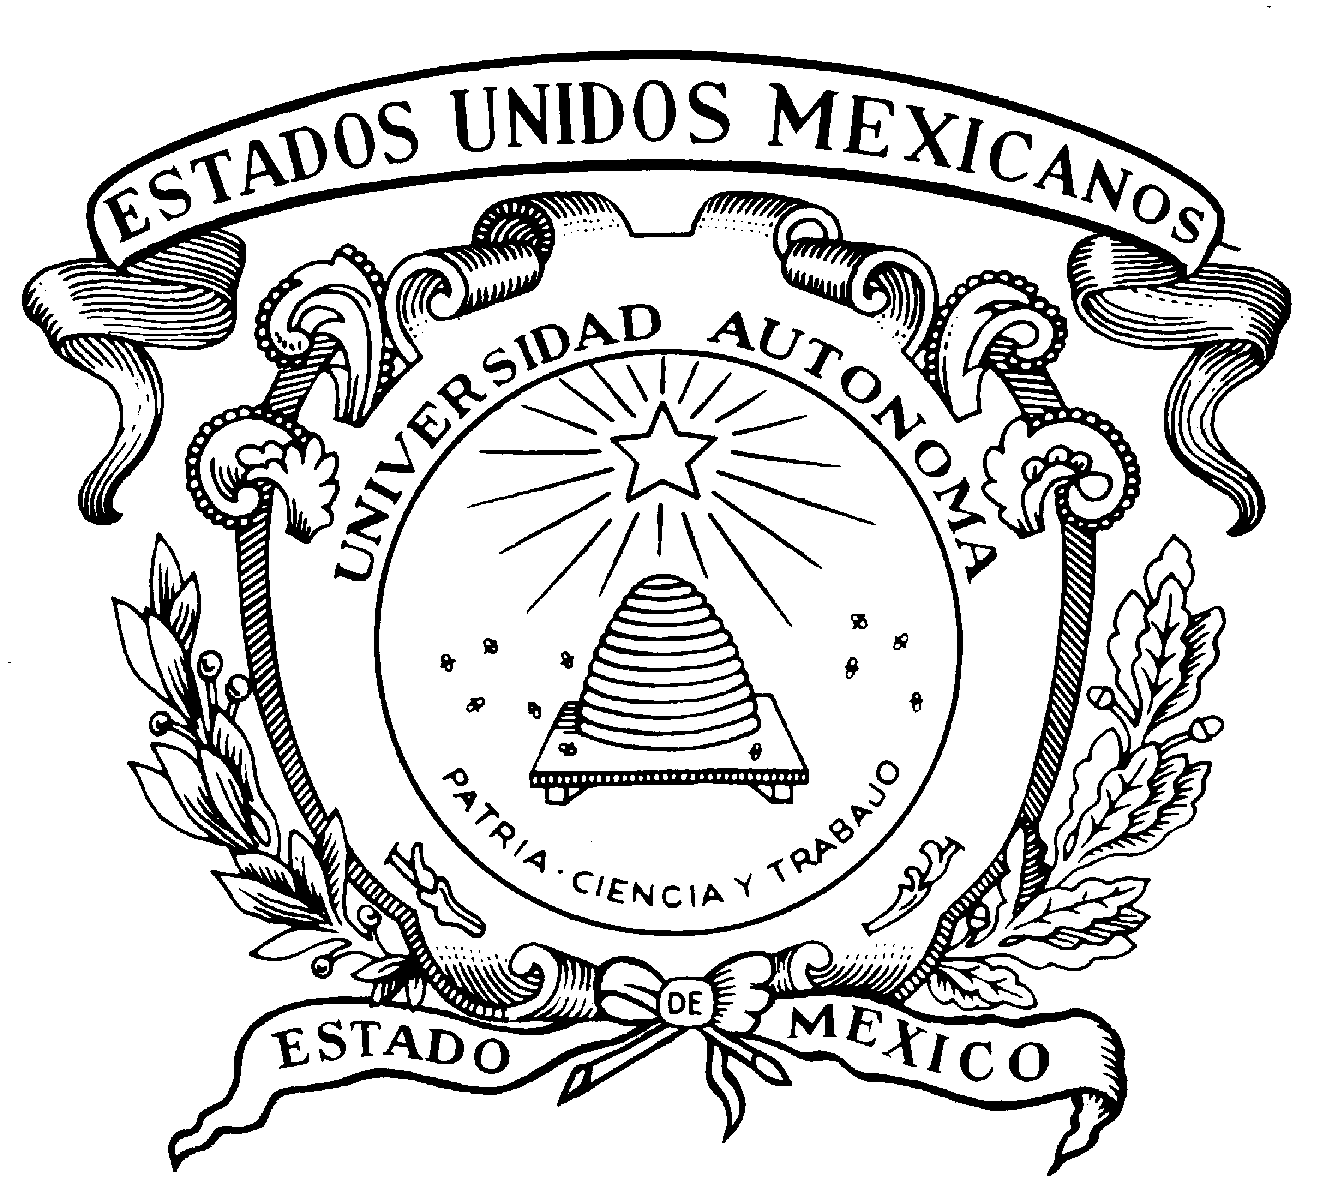 ESTADOS UNIDOS MEXICANOS
UNIVERSIDAD AUTONOMA
PATRIA · CIENCIA Y TRABAJO
DE
ESTADO MEXICO